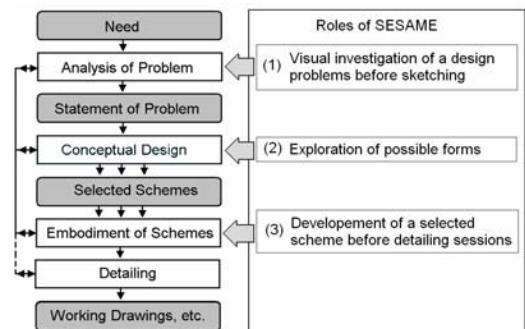 Need
Analysis of Problem
Statement of Problem
Conceptual Design
Selected Schemes
Embodiment of Schemes
Detailing
Working Drawings, etc.
Roles of SESAME
(1) Visual investigation of a design
problems before sketching
(2) Exploration of possible forms
(3) Developement of a selected
scheme before detailing sessions